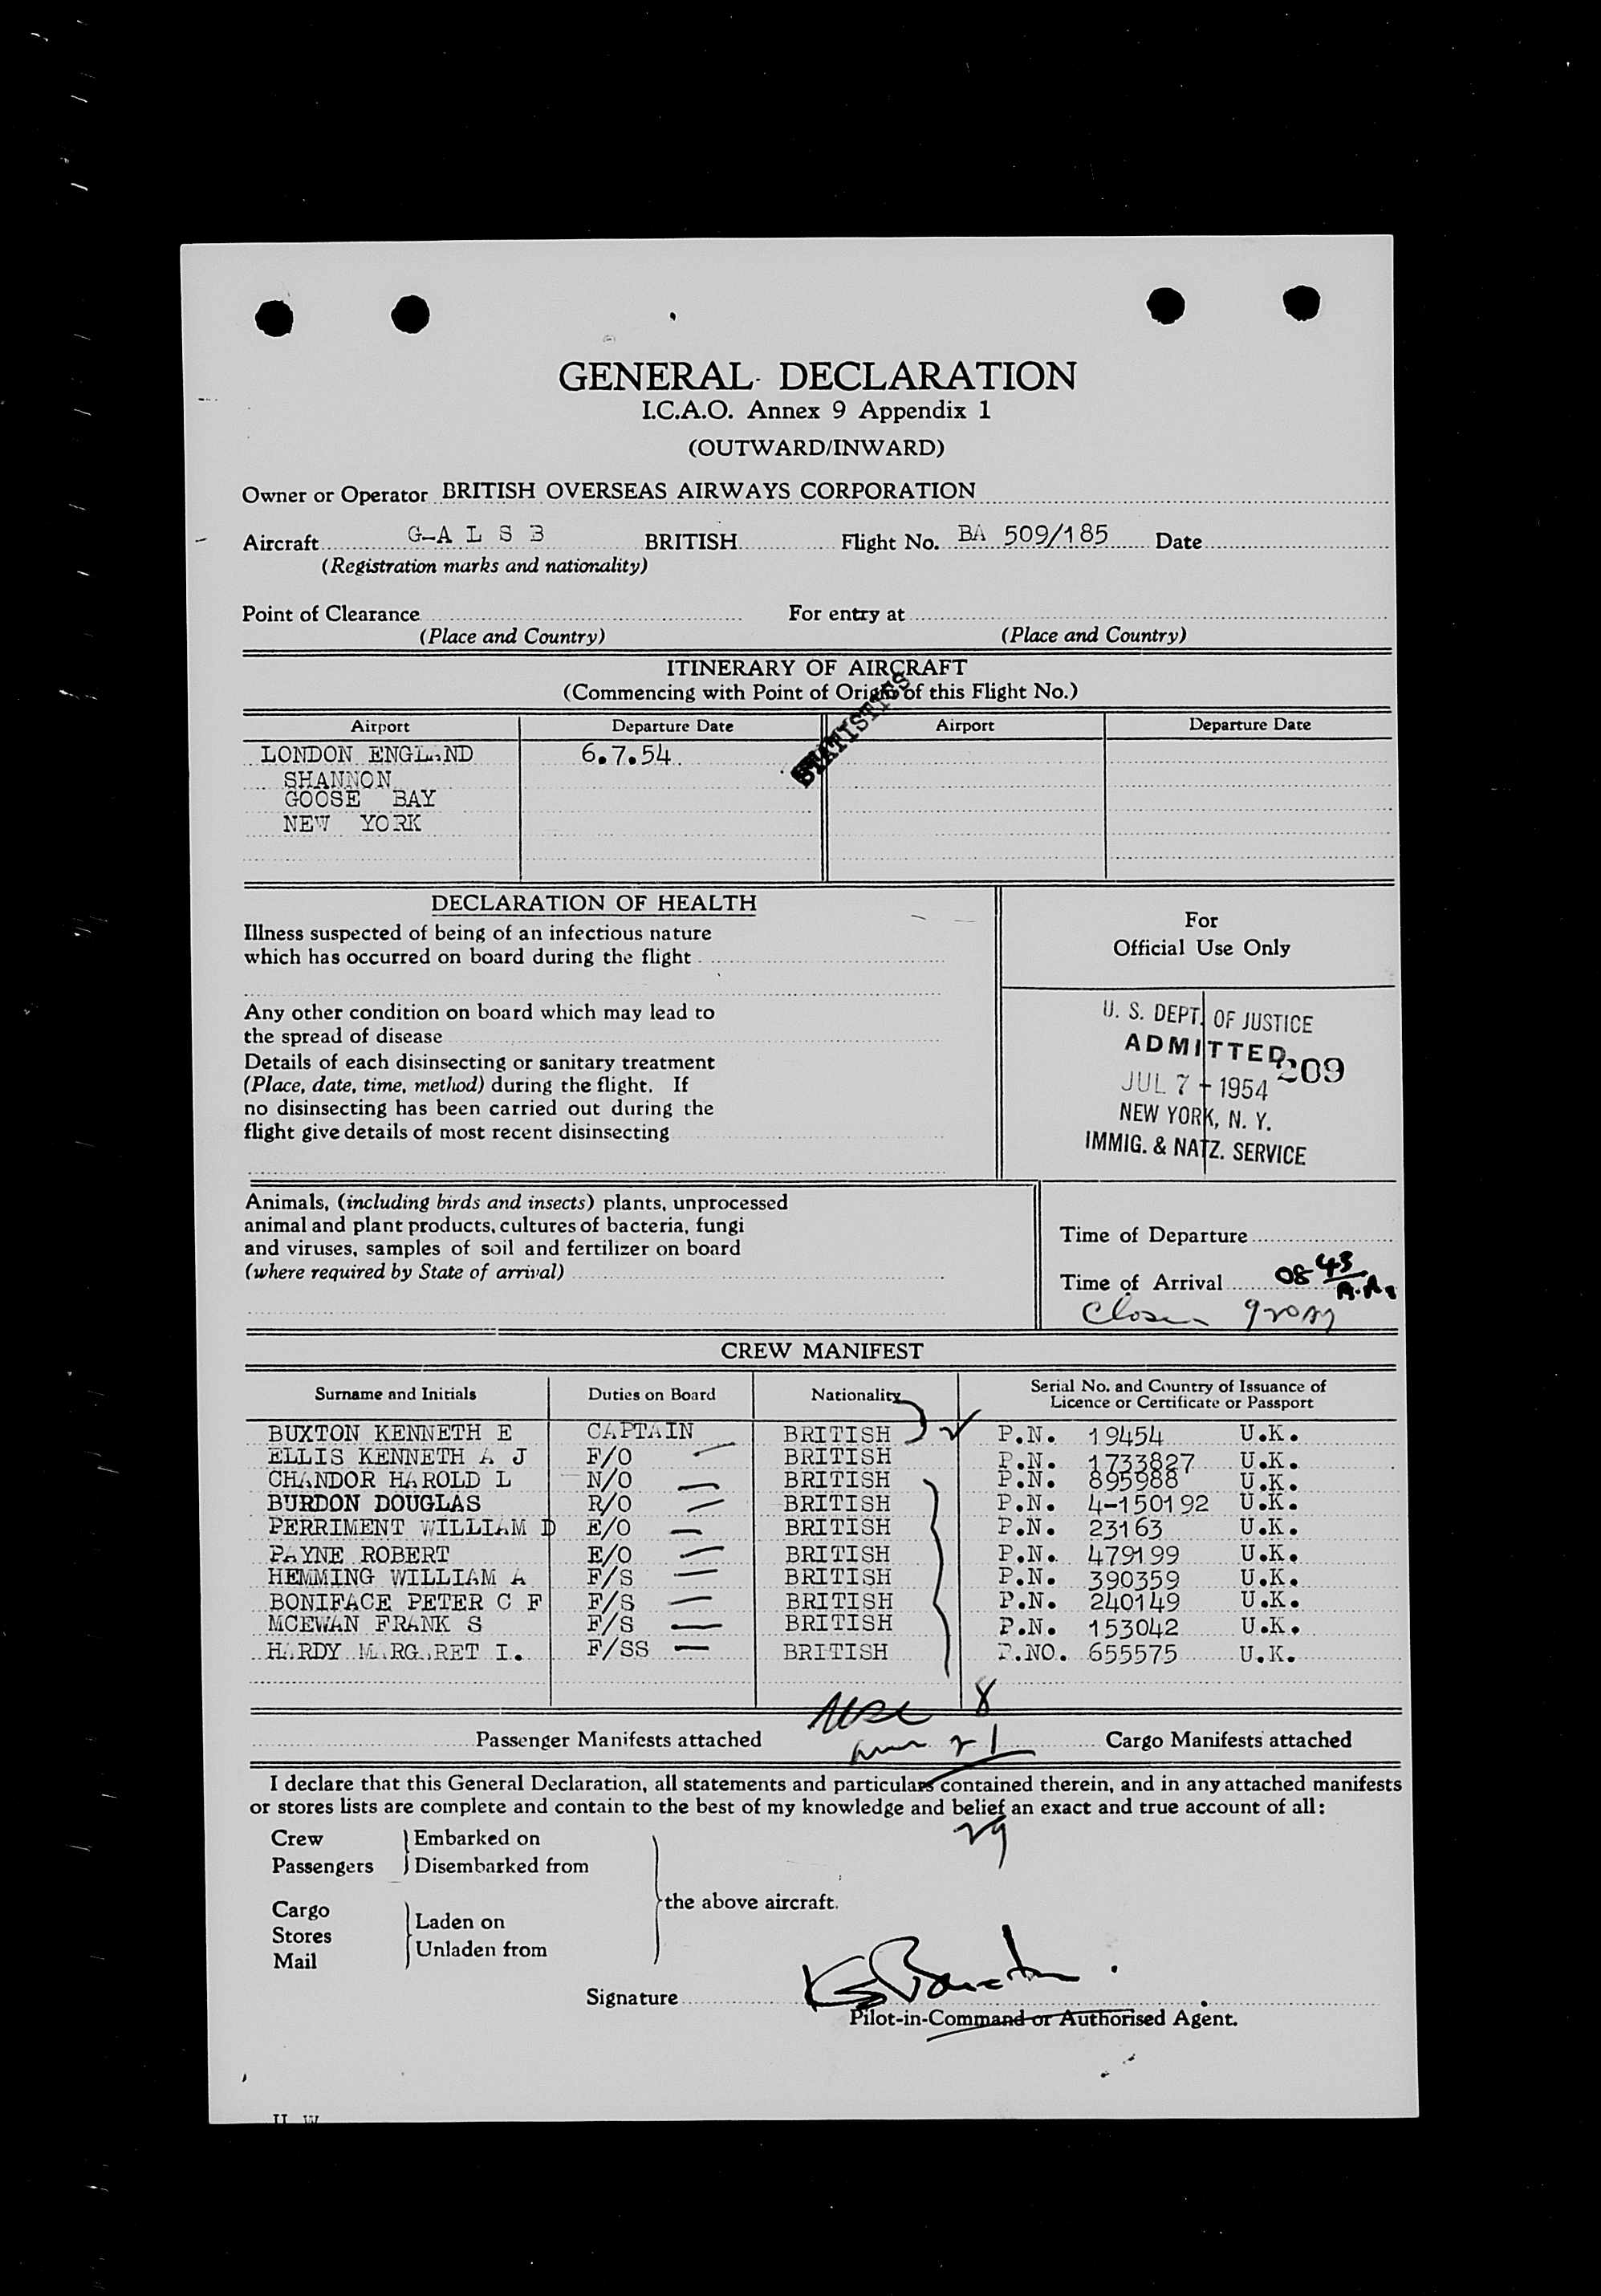 GENERAL DECLARATION
I.C.A.O. Annex 9 Appendix 1
(OUTWARD/INWARD)
Owner or Operator BRITISH OVERSEAS AIRWAYS CORPORATION
Aircraft G-A L S B BRITISH Flight No. BA 509/185 Date
(Registration marks and nationality)
Point of Clearance For entry at
(Place and Country) (Place and Country)
ITINERARY OF AIRCRAFT
(Commencing with Point of Origin of this Flight No.)
STATISTICS
Airport Departure Date Airport Departure Date
LONDON ENGLAND 6.7.54.
SHANNON
GOOSE BAY
NEW YORK
DECLARATION OF HEALTH
Illness suspected of being of an infectious nature
which has occurred on board during the flight
Any other condition on board which may lead to
the spread of disease
Details of each disinsecting or sanitary treatment
(Place, date, time, method) during the flight. If
no disinsecting has been carried out during the
flight give details of most recent disinsecting
For
Official Use Only
U. S. DEPT. OF JUSTICE
ADMITTED 209
JUL 7 - 1954
NEW YORK, N. Y.
IMMIG. & NATZ. SERVICE
Animals, (including birds and insects) plants, unprocessed
animal and plant products, cultures of bacteria, fungi
and viruses, samples of soil and fertilizer on board
(where required by State of arrival)
Time of Departure
Time of Arrival 0843
CREW MANIFEST
Surname and Initials Duties on Board Nationality Serial No. and Country of Issuance of Licence or Certificate or Passport
BUXTON KENNETH E CAPTAIN BRITISH P.N. 19454 U.K.
ELLIS KENNETH A J F/O BRITISH P.N. 1733827 U.K.
CHANDOR HAROLD L N/O BRITISH P.N. 895988 U.K.
BURDON DOUGLAS R/O BRITISH P.N. 4-150192 U.K.
PERRIMENT WILLIAM D E/O BRITISH P.N. 23163 U.K.
PAYNE ROBERT E/O BRITISH P.N. 479199 U.K.
HEMMING WILLIAM A F/S BRITISH P.N. 390359 U.K.
BONIFACE PETER C F F/S BRITISH P.N. 240149 U.K.
MCEWAN FRANK S F/S BRITISH P.N. 153042 U.K.
HARDY MARGARET I. F/SS BRITISH P.NO. 655575 U.K.
8
Passenger Manifests attached 21 Cargo Manifests attached
I declare that this General Declaration, all statements and particulars contained therein, and in any attached manifests
or stores lists are complete and contain to the best of my knowledge and belief an exact and true account of all:
29
Crew Embarked on
Passengers Disembarked from
the above aircraft.
Cargo
Stores Laden on
Mail Unladen from
Signature
Pilot-in-Command or Authorised Agent.